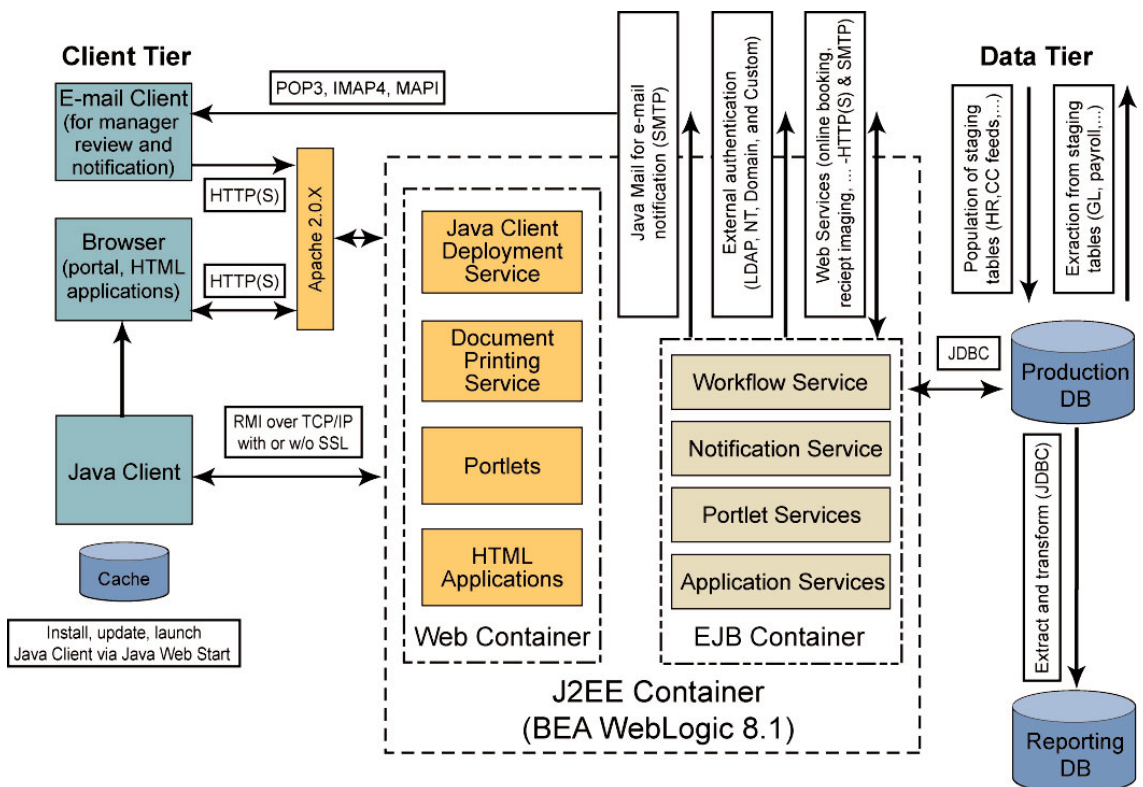 Client Tier
E-mail Client
(for manager
review and
notification)
POP3, IMAP4, MAPI
HTTP(S)
Browser
(portal, HTML
applications)
HTTP(S)
Apache 2.0.X
Java Client
RMI over TCP/IP
with or w/o SSL
Cache
Install, update, launch
Java Client via Java Web Start
Java Client
Deployment
Service
Document
Printing
Service
Portlets
HTML
Applications
Web Container
Java Mail for e-mail
notification (SMTP)
External authentication
(LDAP, NT, Domain, and Custom)
Web Services (online booking,
reciept imaging, ... -HTTP(S) & SMTP)
Workflow Service
Notification Service
Portlet Services
Application Services
EJB Container
J2EE Container
(BEA WebLogic 8.1)
Data Tier
Population of staging
tables (HR,CC feeds,...)
Exraction from staging
tables (GL, payroll,...)
JDBC
Production
DB
Extract and transform (JDBC)
Reporting
DB